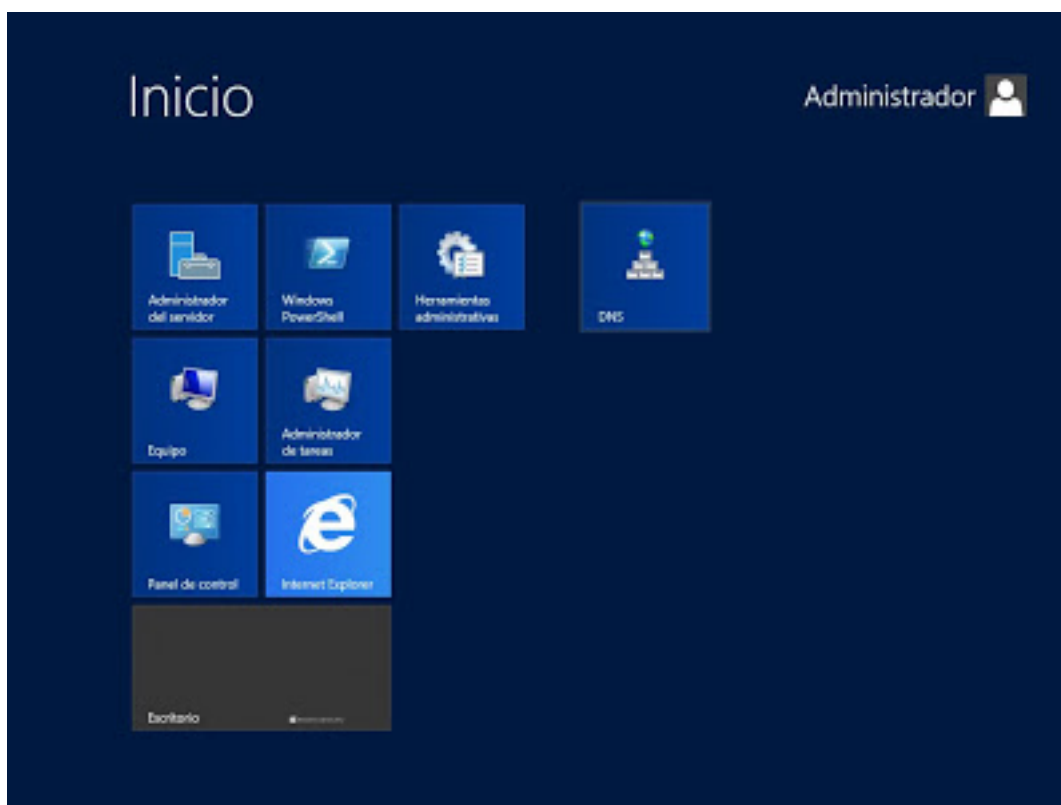 Inicio
Administrador
Administrador
del servidor
Windows
PowerShell
Herramientas
administrativas
DNS
Equipo
Administrador
de tareas
Panel de control
Internet Explorer
Escritorio